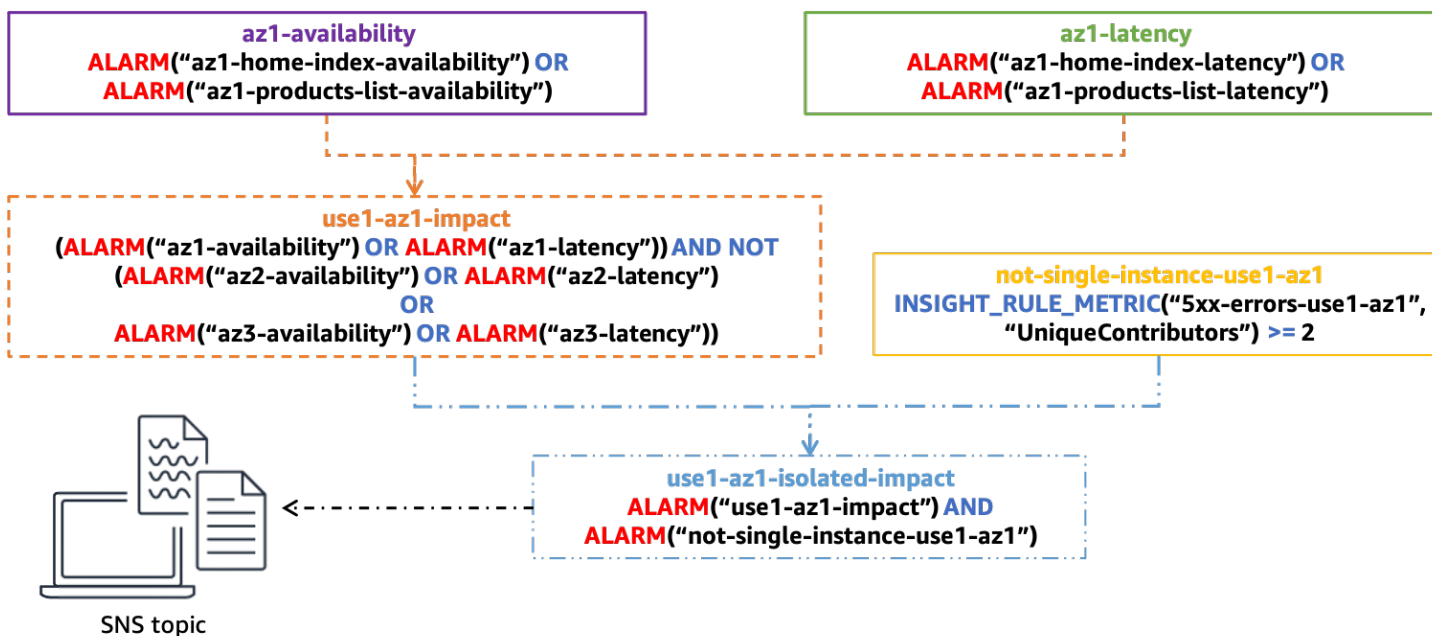 az1-availability
ALARM(“az1-home-index-availability”) OR
ALARM(“az1-products-list-availability”)
az1-latency
ALARM(“az1-home-index-latency”) OR
ALARM(“az1-products-list-latency”)
use1-az1-impact
(ALARM(“az1-availability”) OR ALARM(“az1-latency”)) AND NOT
(ALARM(“az2-availability”) OR ALARM(“az2-latency”)
OR
ALARM(“az3-availability”) OR ALARM(“az3-latency”))
not-single-instance-use1-az1
INSIGHT_RULE_METRIC(“5xx-errors-use1-az1”,
“UniqueContributors”) >= 2
use1-az1-isolated-impact
ALARM(“use1-az1-impact”) AND
ALARM(“not-single-instance-use1-az1”)
SNS topic